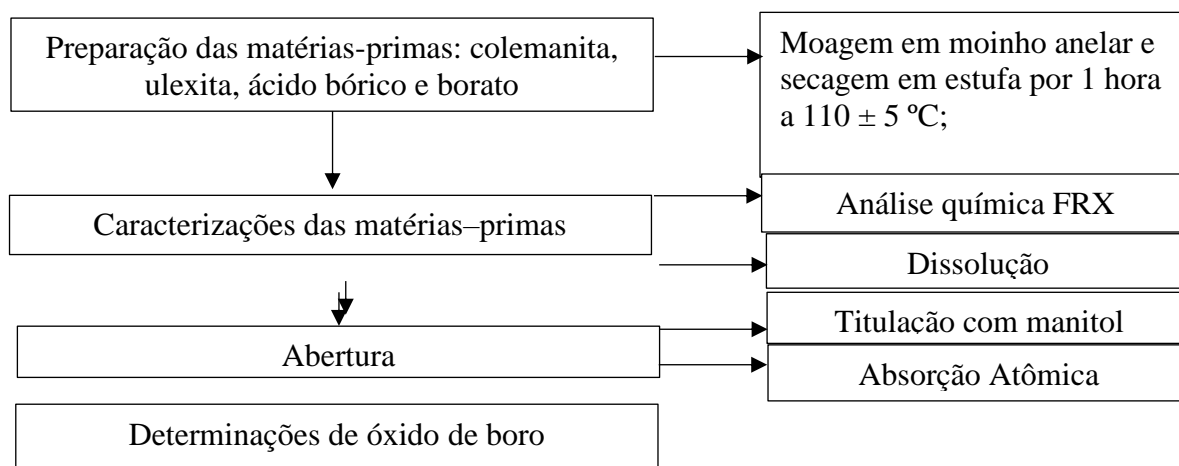 Preparação das matérias-primas: colemanita,
ulexita, ácido bórico e borato
Moagem em moinho anelar e
secagem em estufa por 1 hora
a 110 ± 5 ºC;
Caracterizações das matérias–primas
Análise química FRX
Dissolução
Abertura
Titulação com manitol
Absorção Atômica
Determinações de óxido de boro